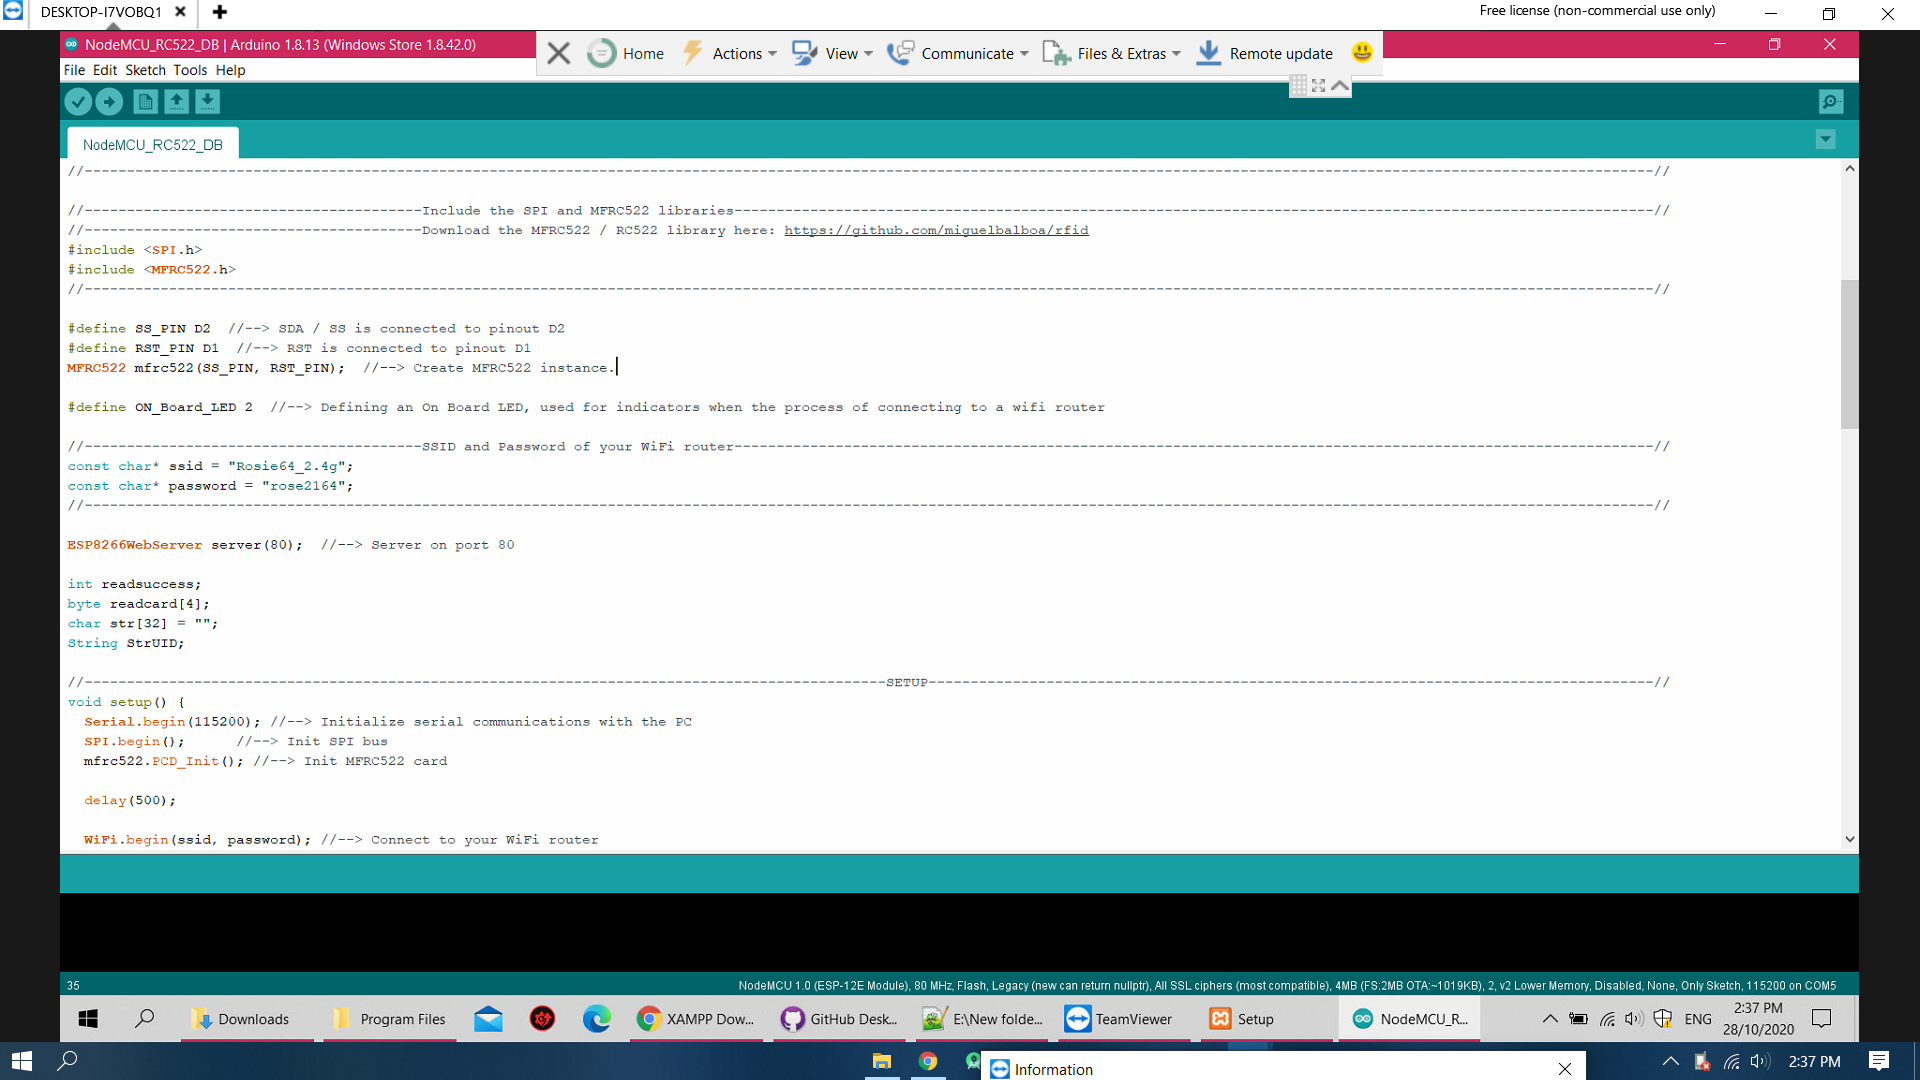 DESKTOP-I7VOBQ1
Free license (non-commercial use only)
NodeMCU_RC522_DB | Arduino 1.8.13 (Windows Store 1.8.42.0)
Home Actions View Communicate Files & Extras Remote update
File Edit Sketch Tools Help
NodeMCU_RC522_DB
//------------------------------------------------------------//
//----------------------------------------Include the SPI and MFRC522 libraries----------------------------------------//
//----------------------------------------Download the MFRC522 / RC522 library here: https://github.com/miguelbalboa/rfid
#include <SPI.h>
#include <MFRC522.h>
//------------------------------------------------------------//
#define SS_PIN D2  //--> SDA / SS is connected to pinout D2
#define RST_PIN D1  //--> RST is connected to pinout D1
MFRC522 mfrc522(SS_PIN, RST_PIN);  //--> Create MFRC522 instance.
#define ON_Board_LED 2  //--> Defining an On Board LED, used for indicators when the process of connecting to a wifi router
//----------------------------------------SSID and Password of your WiFi router----------------------------------------//
const char* ssid = "Rosie64_2.4g";
const char* password = "rose2164";
//------------------------------------------------------------//
ESP8266WebServer server(80);  //--> Server on port 80
int readsuccess;
byte readcard[4];
char str[32] = "";
String StrUID;
//----------------------------------------SETUP----------------------------------------//
void setup() {
  Serial.begin(115200); //--> Initialize serial communications with the PC
  SPI.begin();      //--> Init SPI bus
  mfrc522.PCD_Init(); //--> Init MFRC522 card
  delay(500);
  WiFi.begin(ssid, password); //--> Connect to your WiFi router
35
NodeMCU 1.0 (ESP-12E Module), 80 MHz, Flash, Legacy (new can return nullptr), All SSL ciphers (most compatible), 4MB (FS:2MB OTA:~1019KB), 2, v2 Lower Memory, Disabled, None, Only Sketch, 115200 on COM5
Downloads Program Files XAMPP Dow... GitHub Desk... E:\New folde... TeamViewer Setup NodeMCU_R... ENG 2:37 PM
28/10/2020
Information 2:37 PM